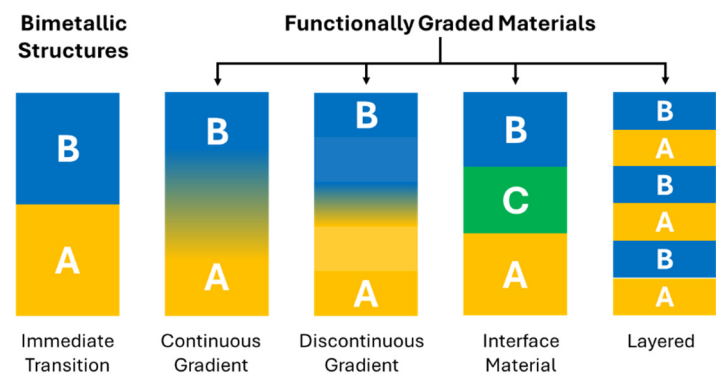 Bimetallic
Structures
Functionally Graded Materials
B
A
B
A
B
A
B
C
A
B
A
B
A
B
A
Immediate
Transition
Continuous
Gradient
Discontinuous
Gradient
Interface
Material
Layered